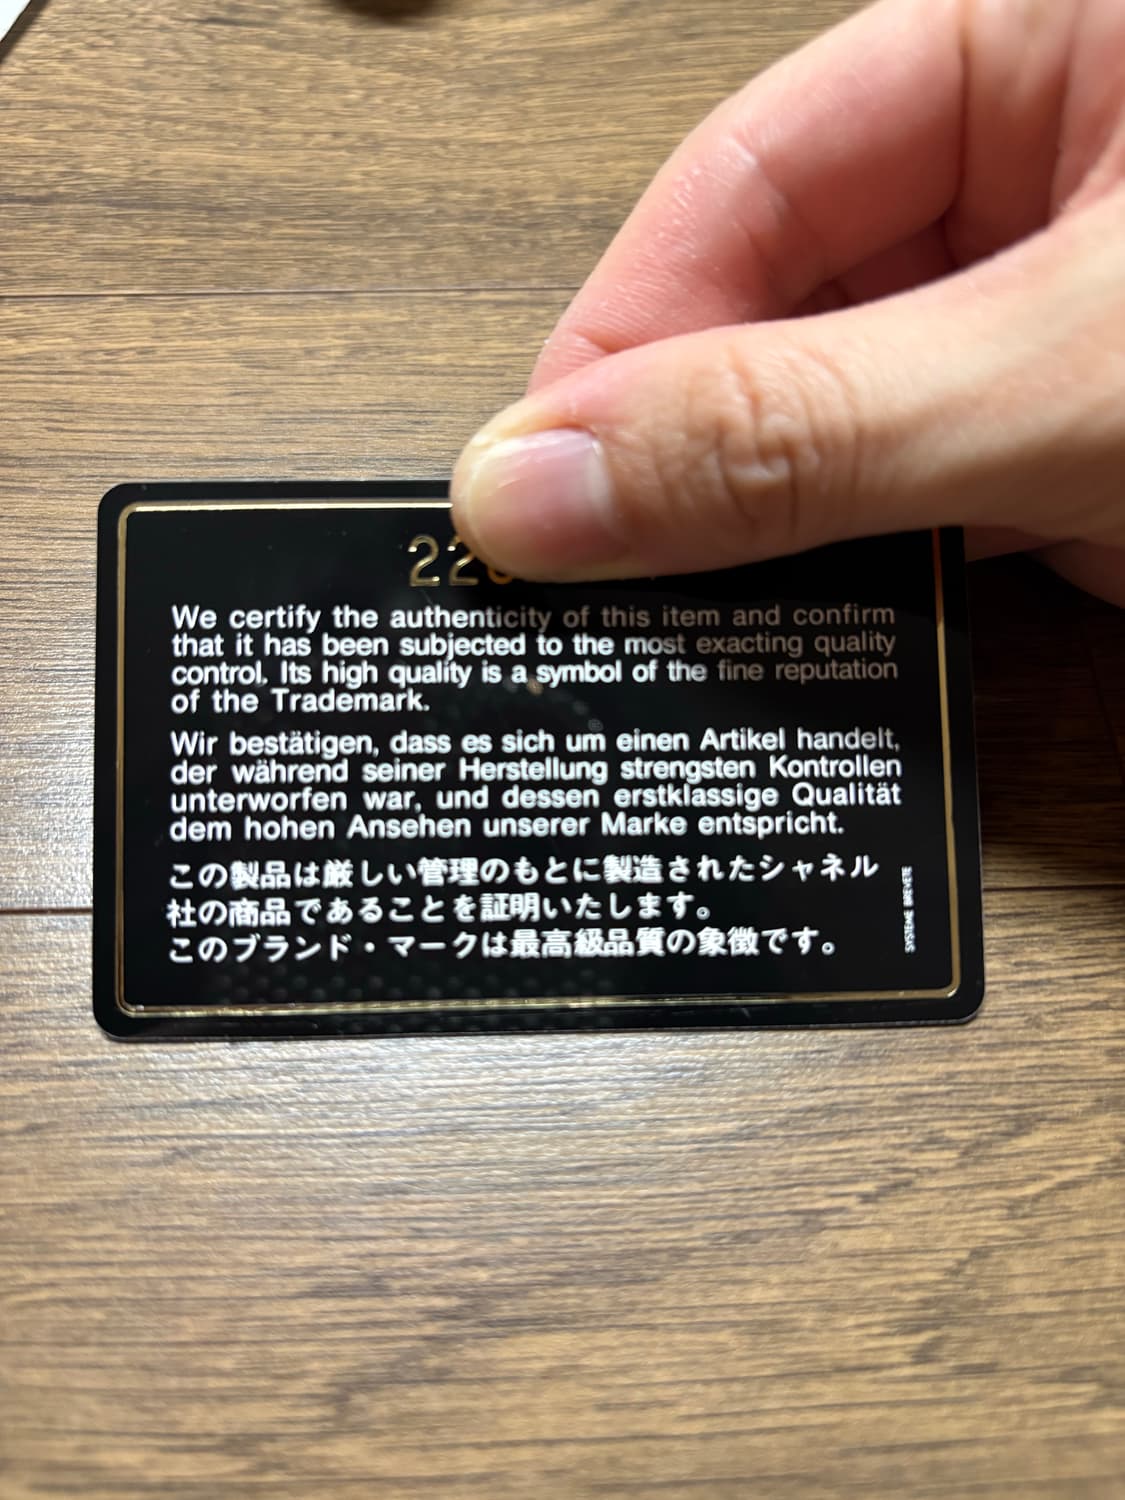 22
We certify the authenticity of this item and confirm
that it has been subjected to the most exacting quality
control. Its high quality is a symbol of the fine reputation
of the Trademark.
Wir bestätigen, dass es sich um einen Artikel handelt,
der während seiner Herstellung strengsten Kontrollen
unterworfen war, und dessen erstklassige Qualität
dem hohen Ansehen unserer Marke entspricht.
この製品は厳しい管理のもとに製造されたシャネル
社の商品であることを証明いたします。
このブランド・マークは最高級品質の象徴です。
SYSTEME BREVETE